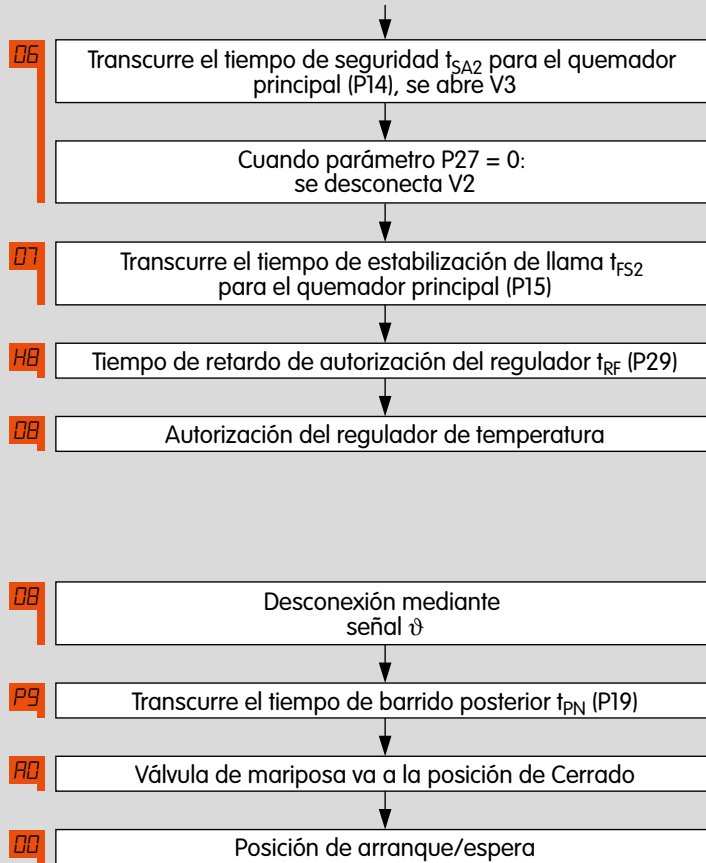 06
Transcurre el tiempo de seguridad tSA2 para el quemador
principal (P14), se abre V3
Cuando parámetro P27 = 0:
se desconecta V2
07
Transcurre el tiempo de estabilización de llama tFS2
para el quemador principal (P15)
H8
Tiempo de retardo de autorización del regulador tRF (P29)
08
Autorización del regulador de temperatura
08
Desconexión mediante
señal ϑ
P9
Transcurre el tiempo de barrido posterior tPN (P19)
A0
Válvula de mariposa va a la posición de Cerrado
00
Posición de arranque/espera